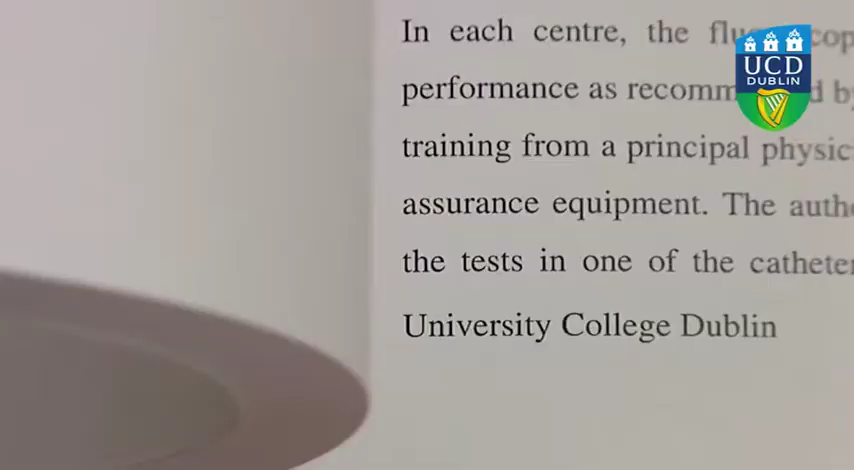 In each centre, the
performance as
training from a principal
assurance equipment. The
the tests in one of the
University College Dublin
UCD
DUBLIN